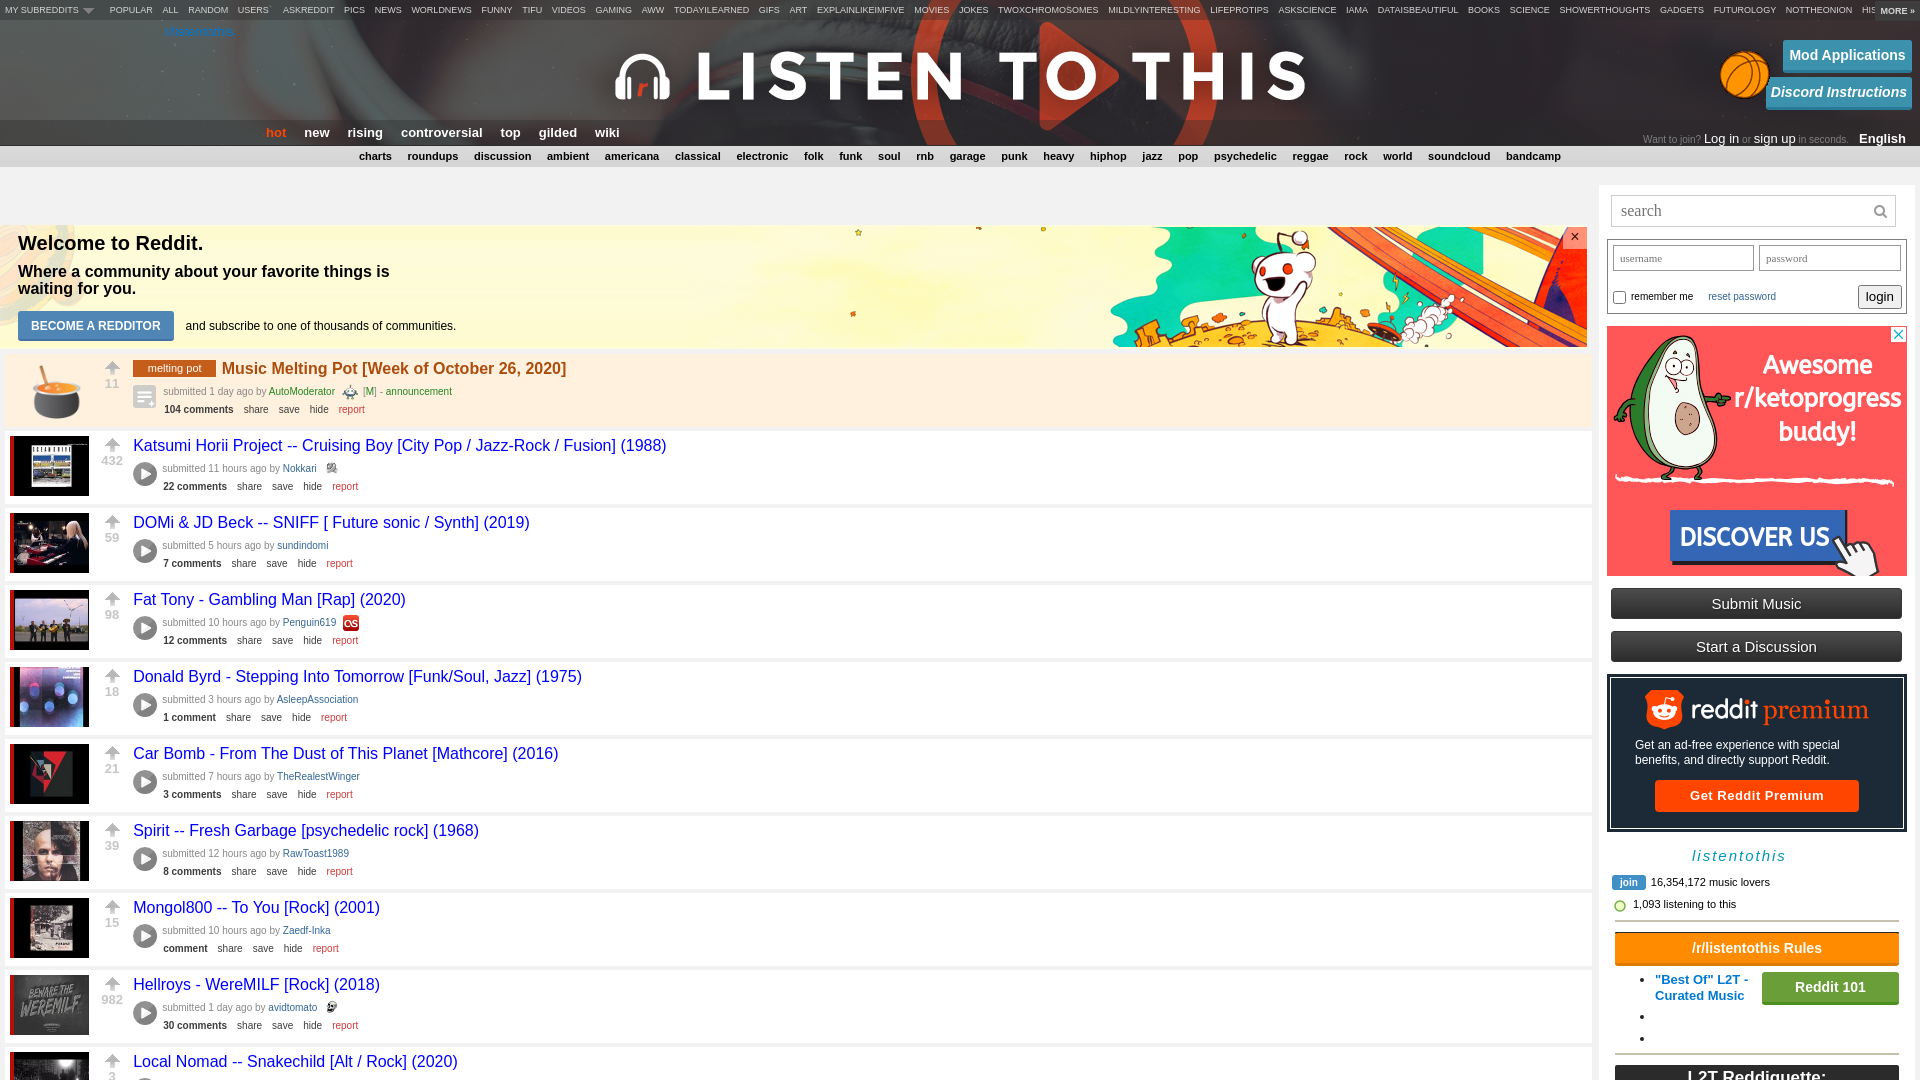 MY SUBREDDITS POPULAR ALL RANDOM USERS ASKREDDIT PICS NEWS WORLDNEWS FUNNY TIFU VIDEOS GAMING AWW TODAYILEARNED GIFS ART EXPLAINLIKEIMFIVE MOVIES JOKES TWOXCHROMOSOMES MILDLYINTERESTING LIFEPROTIPS ASKSCIENCE IAMA DATAISBEAUTIFUL BOOKS SCIENCE SHOWERTHOUGHTS GADGETS FUTUROLOGY NOTTHEONION HIS MORE »
LISTEN TO THIS
Mod Applications
Discord Instructions
hot new rising controversial top gilded wiki
Want to join? Log in or sign up in seconds. English
charts roundups discussion ambient americana classical electronic folk funk soul rnb garage punk heavy hiphop jazz pop psychedelic reggae rock world soundcloud bandcamp
Welcome to Reddit.
Where a community about your favorite things is
waiting for you.
BECOME A REDDITOR and subscribe to one of thousands of communities.
×
11
melting pot Music Melting Pot [Week of October 26, 2020]
submitted 1 day ago by AutoModerator [M] - announcement
104 comments share save hide report
432
Katsumi Horii Project -- Cruising Boy [City Pop / Jazz-Rock / Fusion] (1988)
submitted 11 hours ago by Nokkari
22 comments share save hide report
59
DOMi & JD Beck -- SNIFF [ Future sonic / Synth] (2019)
submitted 5 hours ago by sundindomi
7 comments share save hide report
98
Fat Tony - Gambling Man [Rap] (2020)
submitted 10 hours ago by Penguin619
12 comments share save hide report
18
Donald Byrd - Stepping Into Tomorrow [Funk/Soul, Jazz] (1975)
submitted 3 hours ago by AsleepAssociation
1 comment share save hide report
21
Car Bomb - From The Dust of This Planet [Mathcore] (2016)
submitted 7 hours ago by TheRealestWinger
3 comments share save hide report
39
Spirit -- Fresh Garbage [psychedelic rock] (1968)
submitted 12 hours ago by RawToast1989
8 comments share save hide report
15
Mongol800 -- To You [Rock] (2001)
submitted 10 hours ago by Zaedf-Inka
comment share save hide report
BEWARE THE
WEREMILF
982
Hellroys - WereMILF [Rock] (2018)
submitted 1 day ago by avidtomato
30 comments share save hide report
3
Local Nomad -- Snakechild [Alt / Rock] (2020)
search
username password
remember me reset password login
Awesome
r/ketoprogress
buddy!
DISCOVER US
Submit Music
Start a Discussion
reddit premium
Get an ad-free experience with special
benefits, and directly support Reddit.
Get Reddit Premium
listentothis
join 16,354,172 music lovers
1,093 listening to this
/r/listentothis Rules
"Best Of" L2T -
Curated Music
Reddit 101
L2T Reddiquette: